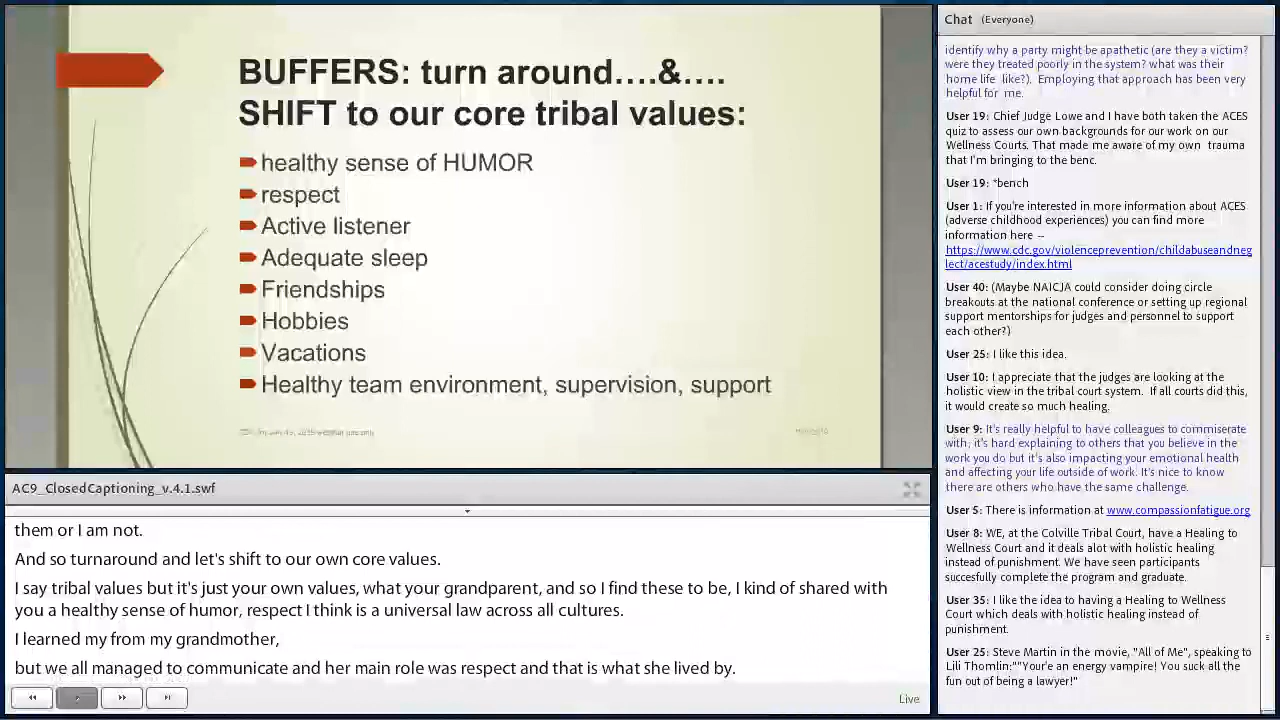 BUFFERS: turn around....&....
SHIFT to our core tribal values:
healthy sense of HUMOR
respect
Active listener
Adequate sleep
Friendships
Hobbies
Vacations
Healthy team environment, supervision, support
AC9_ClosedCaptioning_v.4.1.swf
them or I am not.
And so turnaround and let's shift to our own core values.
I say tribal values but it's just your own values, what your grandparent, and so I find these to be, I kind of shared with
you a healthy sense of humor, respect I think is a universal law across all cultures.
I learned my from my grandmother,
but we all managed to communicate and her main role was respect and that is what she lived by.
Live
Chat (Everyone)
identify why a party might be apathetic (are they a victim?
were they treated poorly in the system? what was their
home life like?). Employing that approach has been very
helpful for me.
User 19: Chief Judge Lowe and I have both taken the ACES
quiz to assess our own backgrounds for our work on our
Wellness Courts. That made me aware of my own trauma
that I'm bringing to the benc.
User 19: *bench
User 1: If you're interested in more information about ACES
(adverse childhood experiences) you can find more
information here --
https://www.cdc.gov/violenceprevention/childabuseandneg
lect/acestudy/index.html
User 40: (Maybe NAICJA could consider doing circle
breakouts at the national conference or setting up regional
support mentorships for judges and personnel to support
each other?)
User 25: I like this idea.
User 10: I appreciate that the judges are looking at the
holistic view in the tribal court system. If all courts did this,
it would create so much healing.
User 9: It's really helpful to have colleagues to commiserate
with; it's hard explaining to others that you believe in the
work you do but it's also impacting your emotional health
and affecting your life outside of work. It's nice to know
there are others who have the same challenge.
User 5: There is information at www.compassionfatigue.org
User 8: WE, at the Colville Tribal Court, have a Healing to
Wellness Court and it deals alot with holistic healing
instead of punishment. We have seen participants
succesfully complete the program and graduate.
User 35: I like the idea to having a Healing to Wellness
Court which deals with holistic healing instead of
punishment.
User 25: Steve Martin in the movie, "All of Me", speaking to
Lili Thomlin:""Your'e an energy vampire! You suck all the
fun out of being a lawyer!"